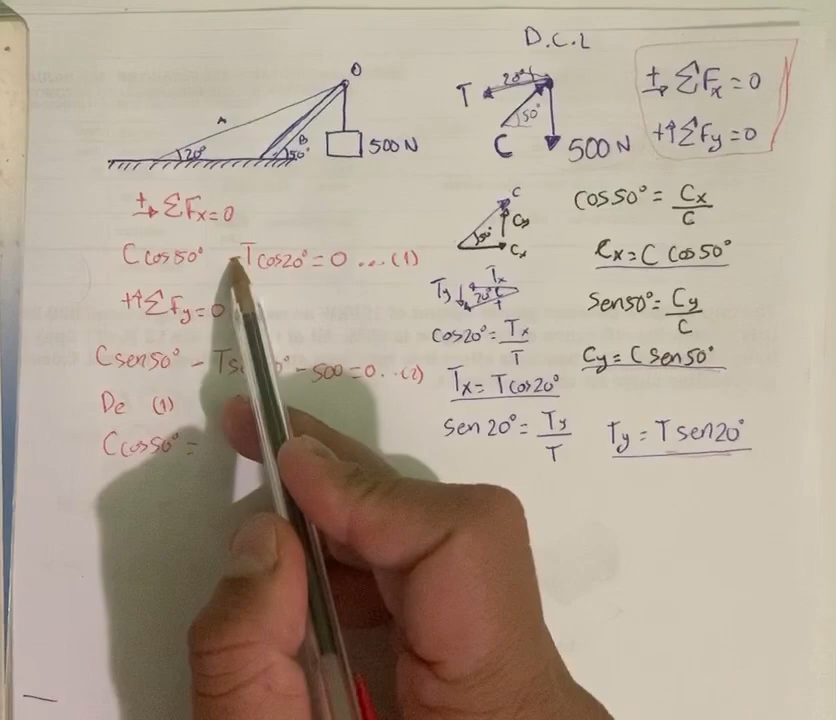 D.C.L
O
A
B
20°
50°
500 N
T
20°
50°
C
500 N
+→ ΣFx = 0
+↑ ΣFy = 0
+→ ΣFx = 0
C cos 50° - T cos 20° = 0 ... (1)
+↑ ΣFy = 0
C sen 50° - T se 0° - 500 = 0 .. (2)
De (1)
C cos 50° =
C
Cy
50°
Cx
cos 50° = Cx/C
Cx = C cos 50°
sen 50° = Cy/C
Cy = C sen 50°
Tx
Ty
20°
T
cos 20° = Tx/T
Tx = T cos 20°
sen 20° = Ty/T
Ty = T sen 20°